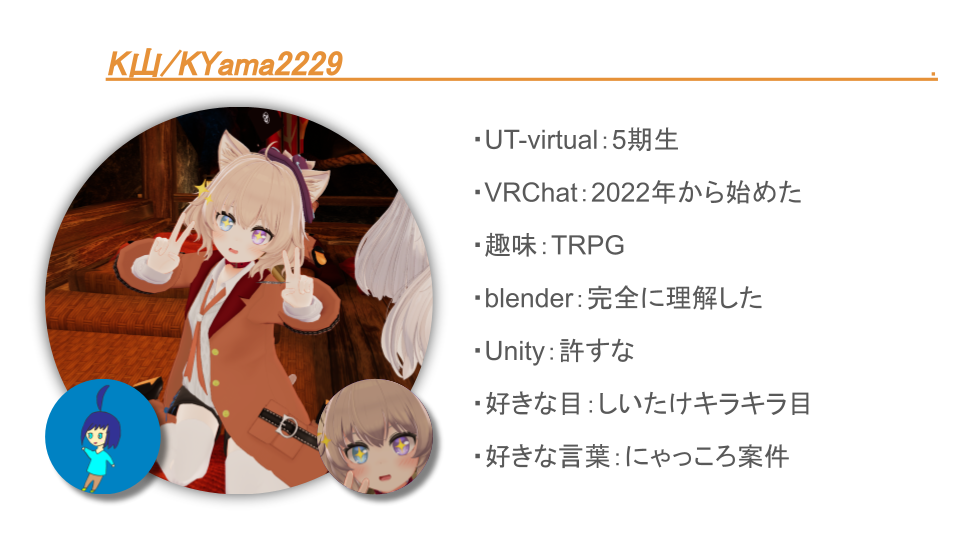 K山/KYama2229 .
・UT-virtual：5期生
・VRChat：2022年から始めた
・趣味：TRPG
・blender：完全に理解した
・Unity：許すな
・好きな目：しいたけキラキラ目
・好きな言葉：にゃっころ案件